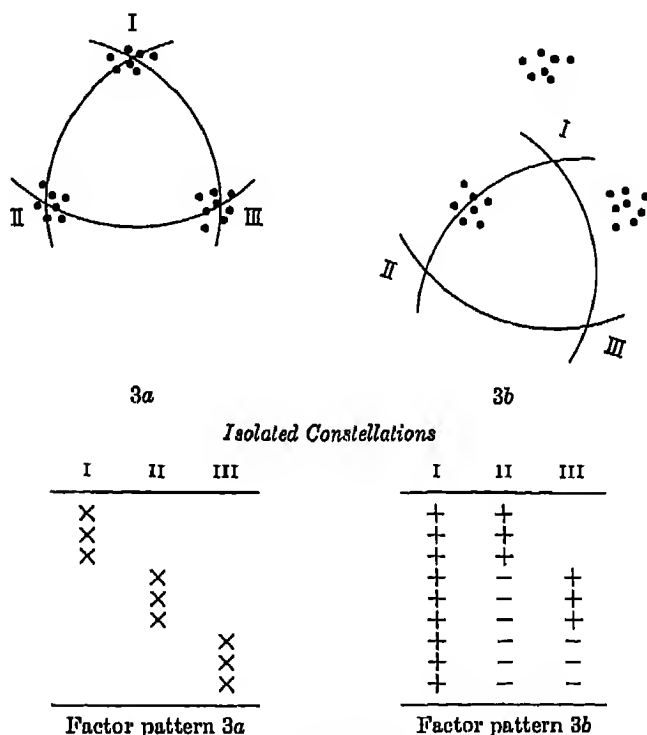 I
I
II
III
II
III
3a
3b
Isolated Constellations
I II III
I II III
×
×
×
×
×
×
×
×
×
+ +
+ +
+ +
+ − +
+ − +
+ − +
+ − −
+ − −
+ − −
Factor pattern 3a
Factor pattern 3b